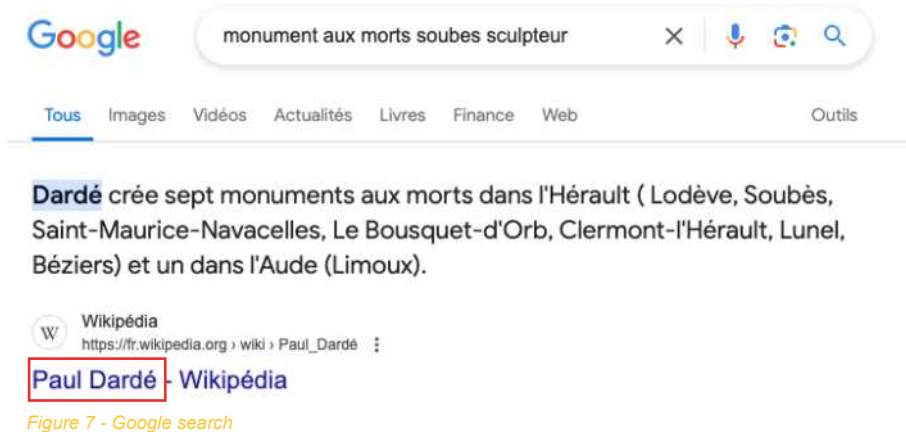 Google
monument aux morts soubes sculpteur
Tous Images Vidéos Actualités Livres Finance Web Outils
Dardé crée sept monuments aux morts dans l'Hérault ( Lodève, Soubès,
Saint-Maurice-Navacelles, Le Bousquet-d'Orb, Clermont-l'Hérault, Lunel,
Béziers) et un dans l'Aude (Limoux).
W
Wikipédia
https://fr.wikipedia.org › wiki › Paul_Dardé
Paul Dardé - Wikipédia
Figure 7 - Google search